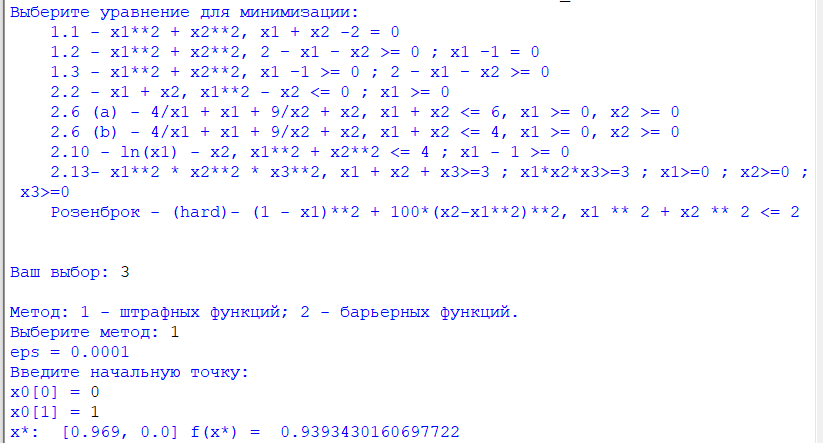 Выберите уравнение для минимизации:
1.1 - x1**2 + x2**2, x1 + x2 -2 = 0
1.2 - x1**2 + x2**2, 2 - x1 - x2 >= 0 ; x1 -1 = 0
1.3 - x1**2 + x2**2, x1 -1 >= 0 ; 2 - x1 - x2 >= 0
2.2 - x1 + x2, x1**2 - x2 <= 0 ; x1 >= 0
2.6 (a) - 4/x1 + x1 + 9/x2 + x2, x1 + x2 <= 6, x1 >= 0, x2 >= 0
2.6 (b) - 4/x1 + x1 + 9/x2 + x2, x1 + x2 <= 4, x1 >= 0, x2 >= 0
2.10 - ln(x1) - x2, x1**2 + x2**2 <= 4 ; x1 - 1 >= 0
2.13- x1**2 * x2**2 * x3**2, x1 + x2 + x3>=3 ; x1*x2*x3>=3 ; x1>=0 ; x2>=0 ;
x3>=0
Розенброк - (hard)- (1 - x1)**2 + 100*(x2-x1**2)**2, x1 ** 2 + x2 ** 2 <= 2
Ваш выбор: 3
Метод: 1 - штрафных функций; 2 - барьерных функций.
Выберите метод: 1
eps = 0.0001
Введите начальную точку:
x0[0] = 0
x0[1] = 1
x*:  [0.969, 0.0] f(x*) =  0.9393430160697722